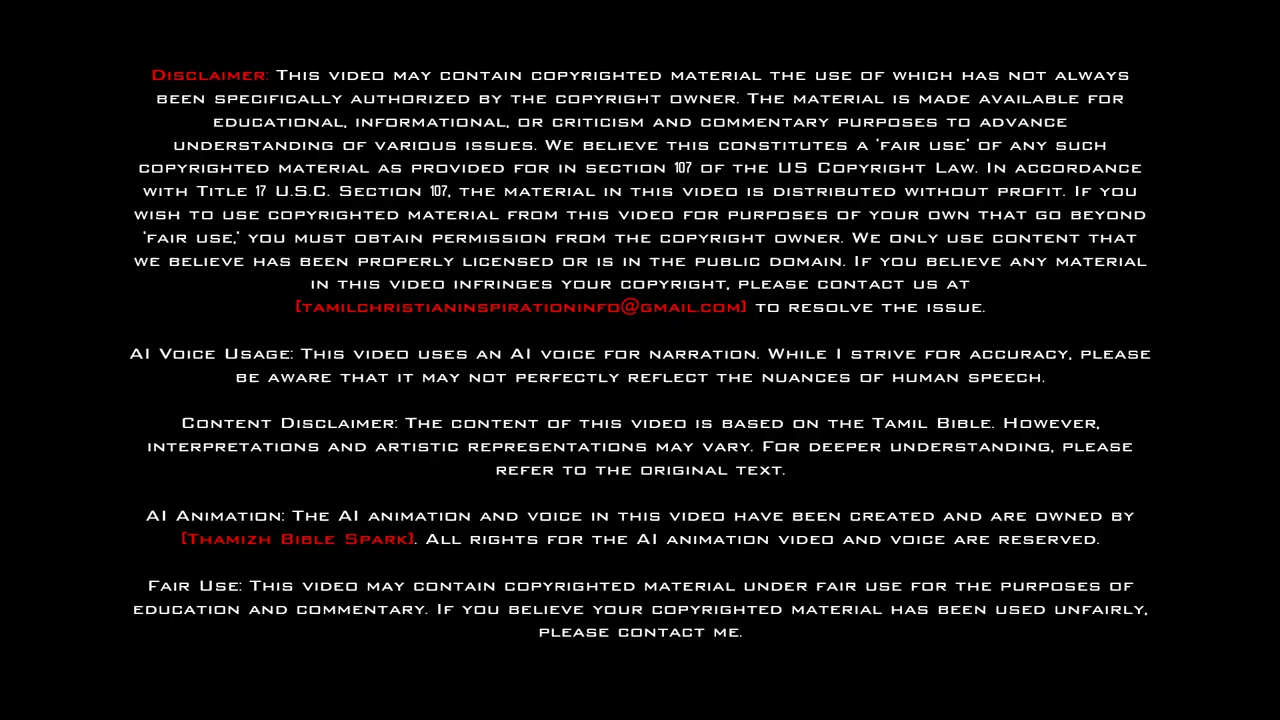 Disclaimer: This video may contain copyrighted material the use of which has not always
been specifically authorized by the copyright owner. The material is made available for
educational, informational, or criticism and commentary purposes to advance
understanding of various issues. We believe this constitutes a 'fair use' of any such
copyrighted material as provided for in section 107 of the US Copyright Law. In accordance
with Title 17 U.S.C. Section 107, the material in this video is distributed without profit. If you
wish to use copyrighted material from this video for purposes of your own that go beyond
'fair use,' you must obtain permission from the copyright owner. We only use content that
we believe has been properly licensed or is in the public domain. If you believe any material
in this video infringes your copyright, please contact us at
[tamilchristianinspirationinfo@gmail.com] to resolve the issue.
AI Voice Usage: This video uses an AI voice for narration. While I strive for accuracy, please
be aware that it may not perfectly reflect the nuances of human speech.
Content Disclaimer: The content of this video is based on the Tamil Bible. However,
interpretations and artistic representations may vary. For deeper understanding, please
refer to the original text.
AI Animation: The AI animation and voice in this video have been created and are owned by
[Thamizh Bible Spark]. All rights for the AI animation video and voice are reserved.
Fair Use: This video may contain copyrighted material under fair use for the purposes of
education and commentary. If you believe your copyrighted material has been used unfairly,
please contact me.